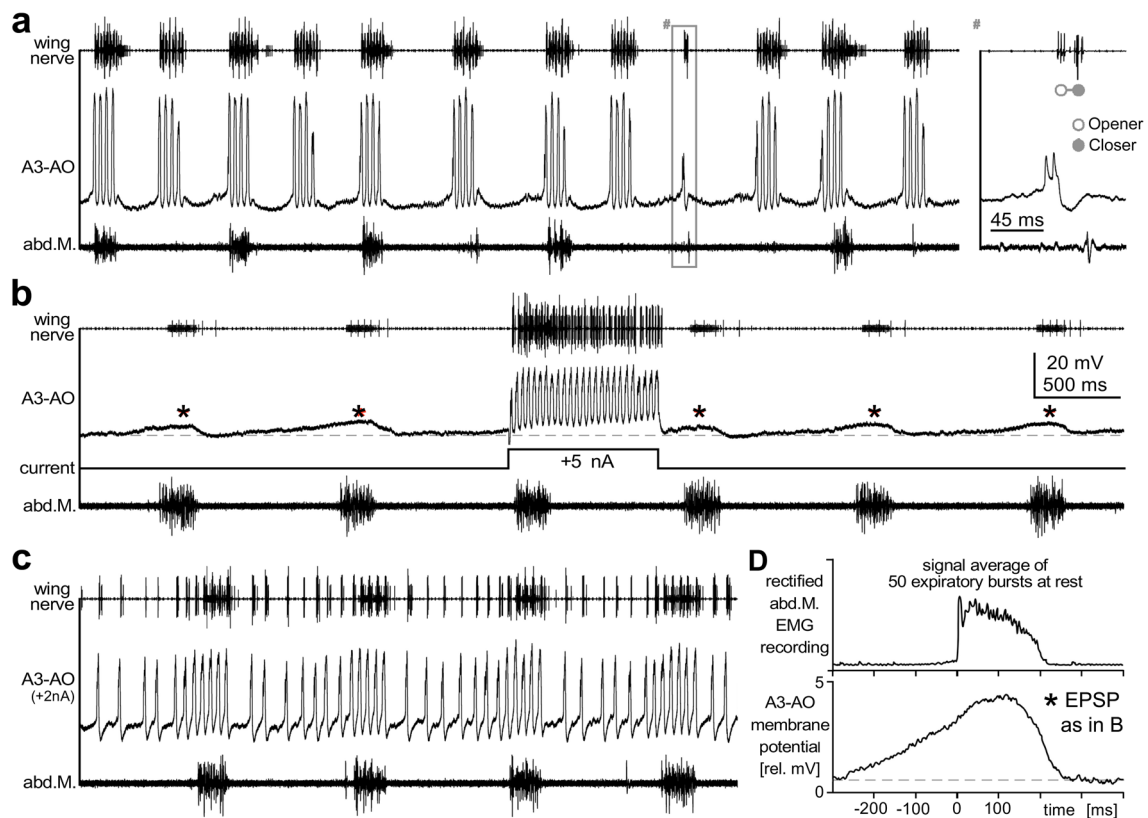 a
wing
nerve
#
#
A3-AO
Opener
Closer
45 ms
abd.M.
b
wing
nerve
20 mV
500 ms
A3-AO
* * * * *
current
+5 nA
abd.M.
c
wing
nerve
A3-AO
(+2nA)
abd.M.
D
signal average of
50 expiratory bursts at rest
rectified
abd.M.
EMG
recording
5
A3-AO
membrane
potential
[rel. mV]
0
* EPSP
as in B
-200 -100 0 100 time [ms]